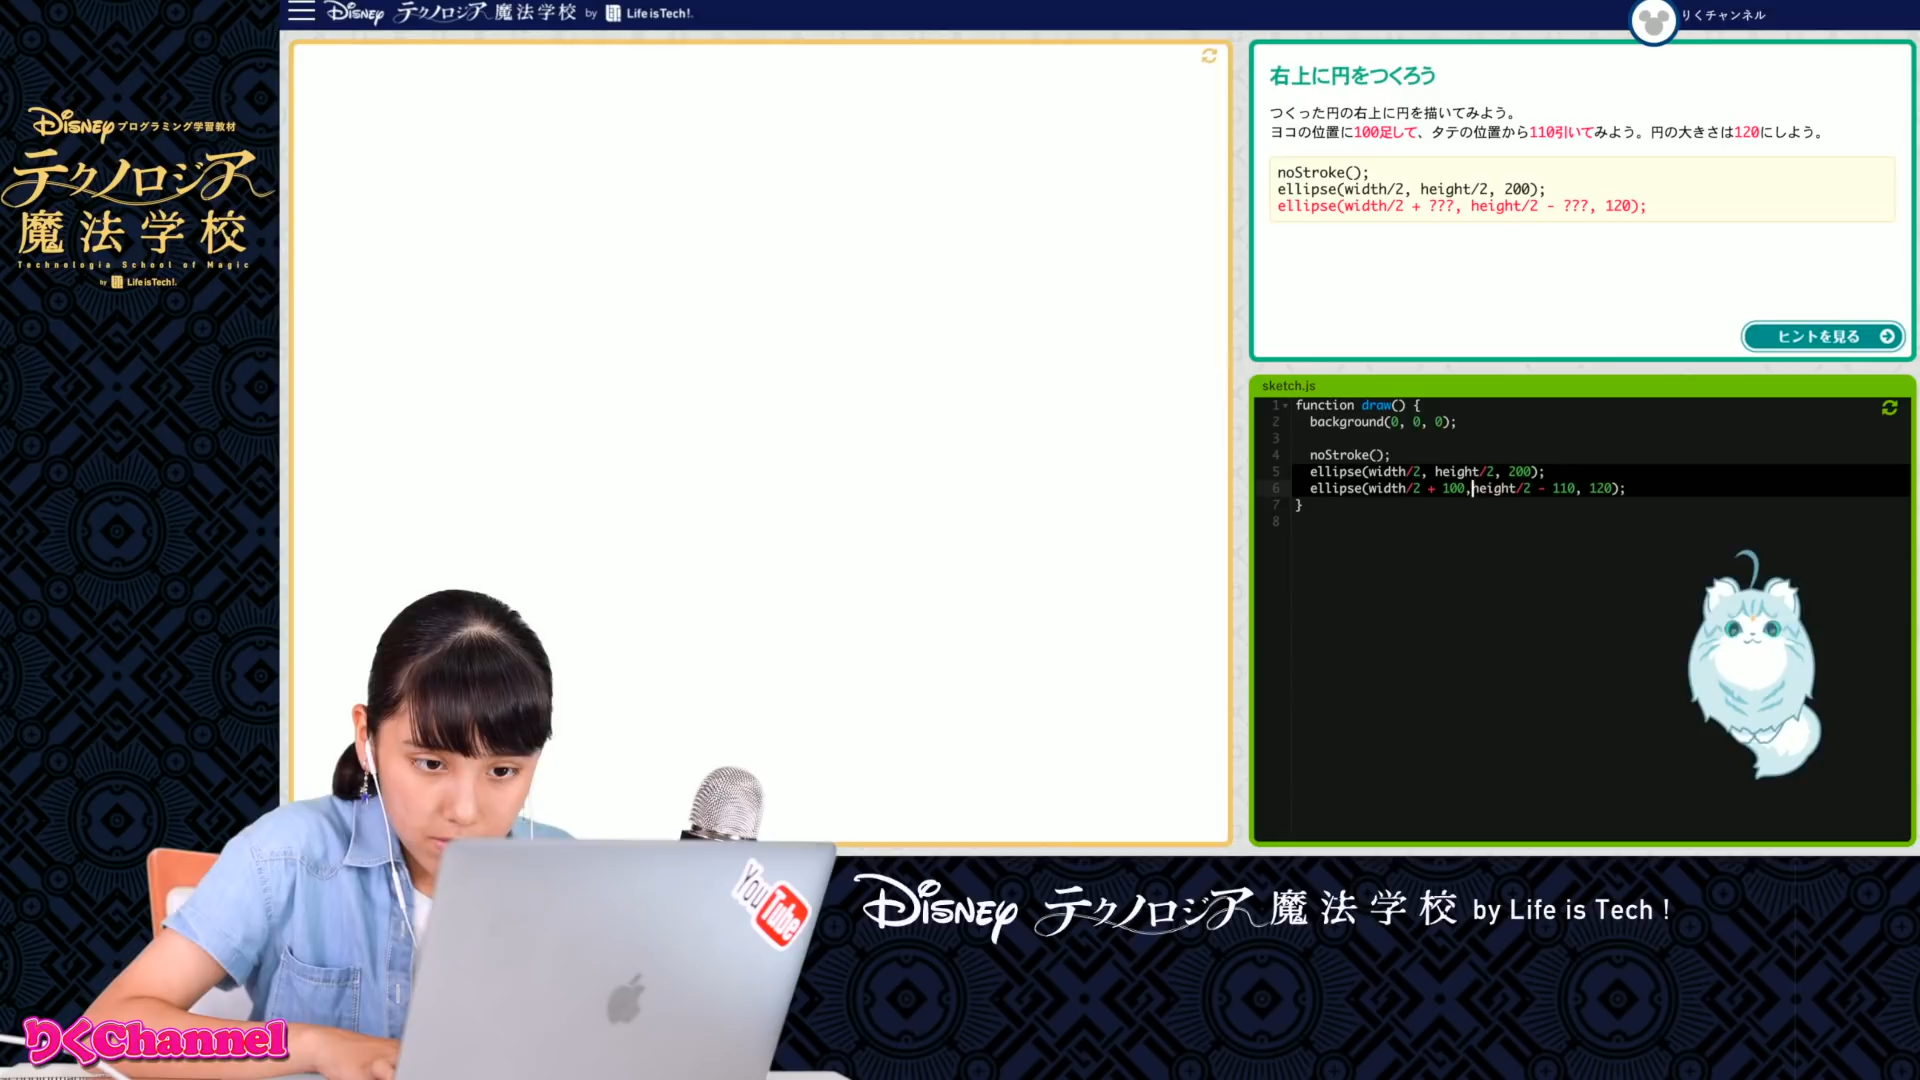 Disney テクノロジア 魔法学校 by Life is Tech!.
りくチャンネル
Disney プログラミング学習教材
テクノロジア
魔法学校
Technologia School of Magic
by Life is Tech!.
右上に円をつくろう
つくった円の右上に円を描いてみよう。
ヨコの位置に100足して、タテの位置から110引いてみよう。円の大きさは120にしよう。
noStroke();
ellipse(width/2, height/2, 200);
ellipse(width/2 + ???, height/2 - ???, 120);
ヒントを見る
sketch.js
1 function draw() {
2 background(0, 0, 0);
3
4 noStroke();
5 ellipse(width/2, height/2, 200);
6 ellipse(width/2 + 100,height/2 - 110, 120);
7 }
8
YouTube
Disney テクノロジア 魔法学校 by Life is Tech !
りくChannel